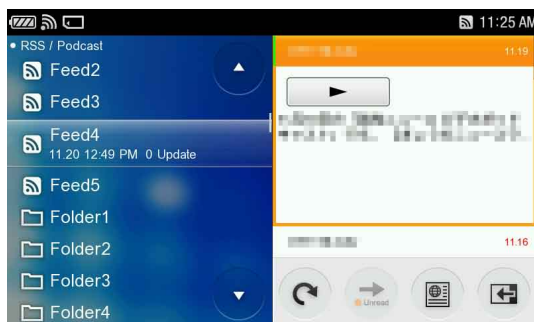 11:25 AM
RSS / Podcast
Feed2
Feed3
Feed4
11.20 12:49 PM 0 Update
Feed5
Folder1
Folder2
Folder3
Folder4
11.19
11.16
Unread